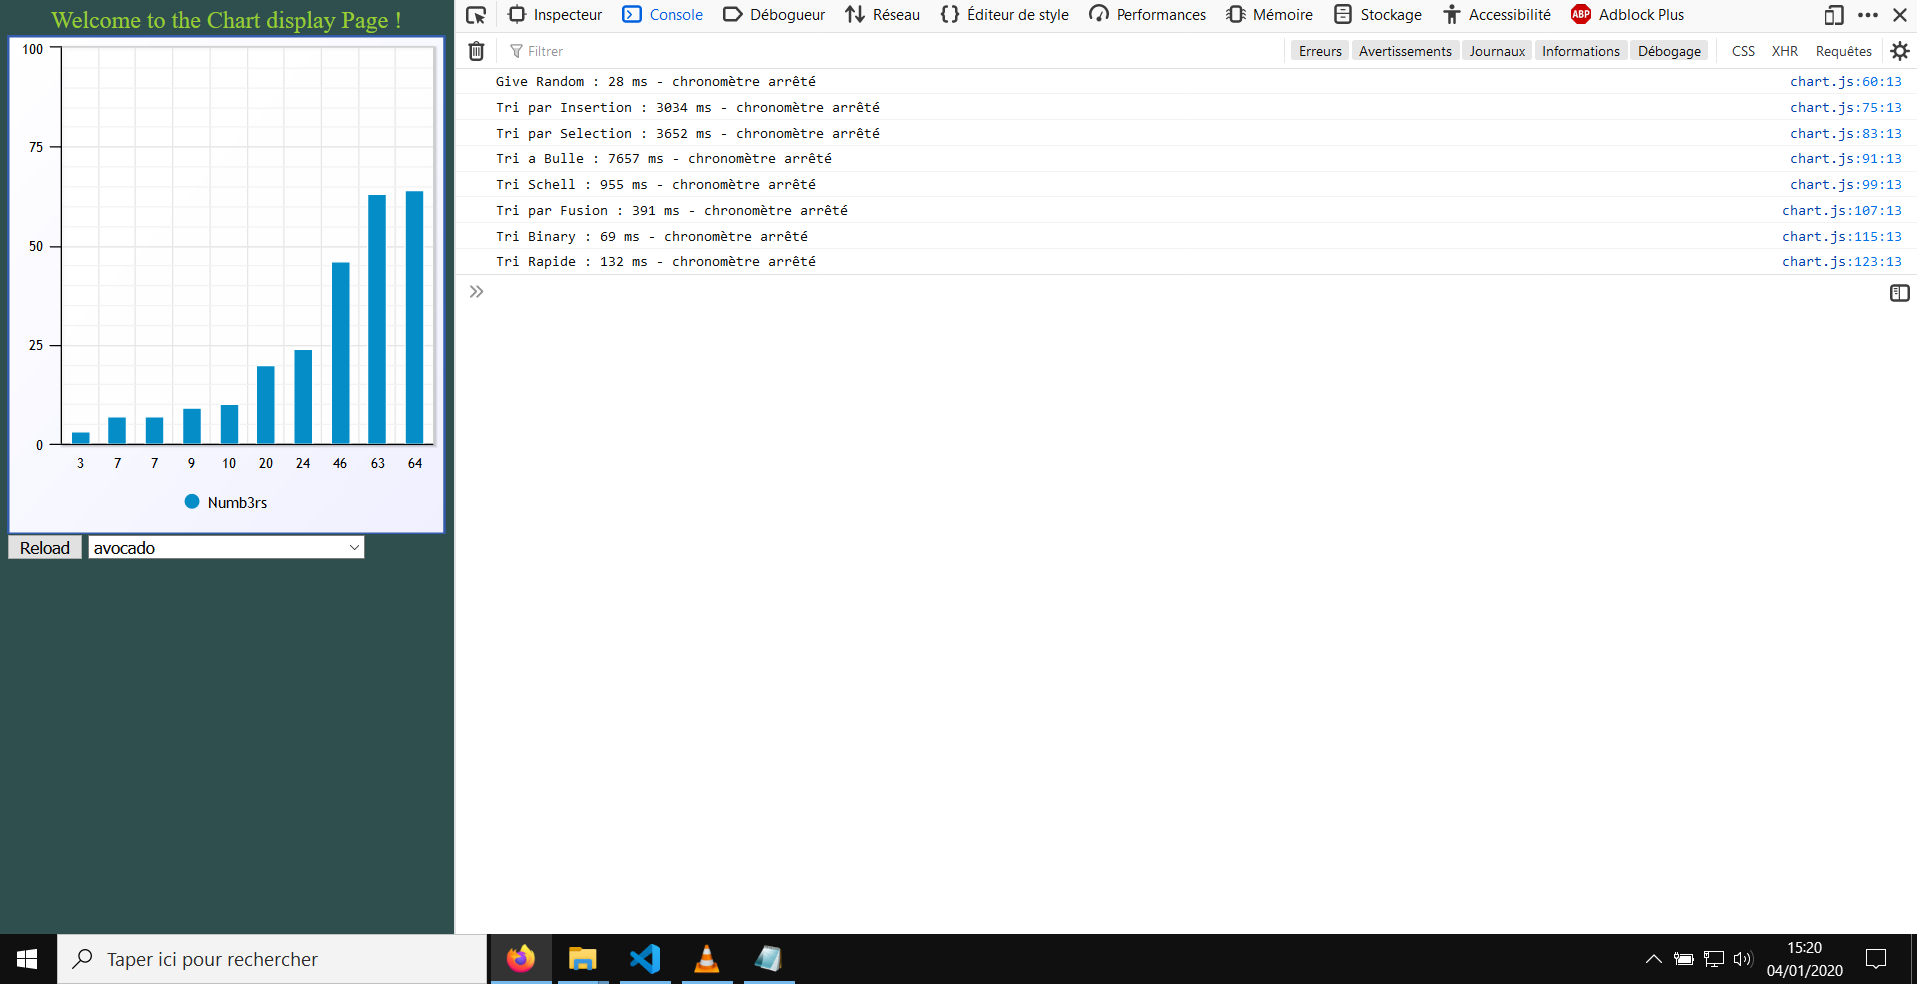 Welcome to the Chart display Page !
100
75
50
25
0
3 7 7 9 10 20 24 46 63 64
Numb3rs
Reload
avocado
Inspecteur Console Débogueur Réseau Éditeur de style Performances Mémoire Stockage Accessibilité ABP Adblock Plus
Filtrer Erreurs Avertissements Journaux Informations Débogage CSS XHR Requêtes
Give Random : 28 ms - chronomètre arrêté chart.js:60:13
Tri par Insertion : 3034 ms - chronomètre arrêté chart.js:75:13
Tri par Selection : 3652 ms - chronomètre arrêté chart.js:83:13
Tri a Bulle : 7657 ms - chronomètre arrêté chart.js:91:13
Tri Schell : 955 ms - chronomètre arrêté chart.js:99:13
Tri par Fusion : 391 ms - chronomètre arrêté chart.js:107:13
Tri Binary : 69 ms - chronomètre arrêté chart.js:115:13
Tri Rapide : 132 ms - chronomètre arrêté chart.js:123:13
Taper ici pour rechercher
15:20
04/01/2020